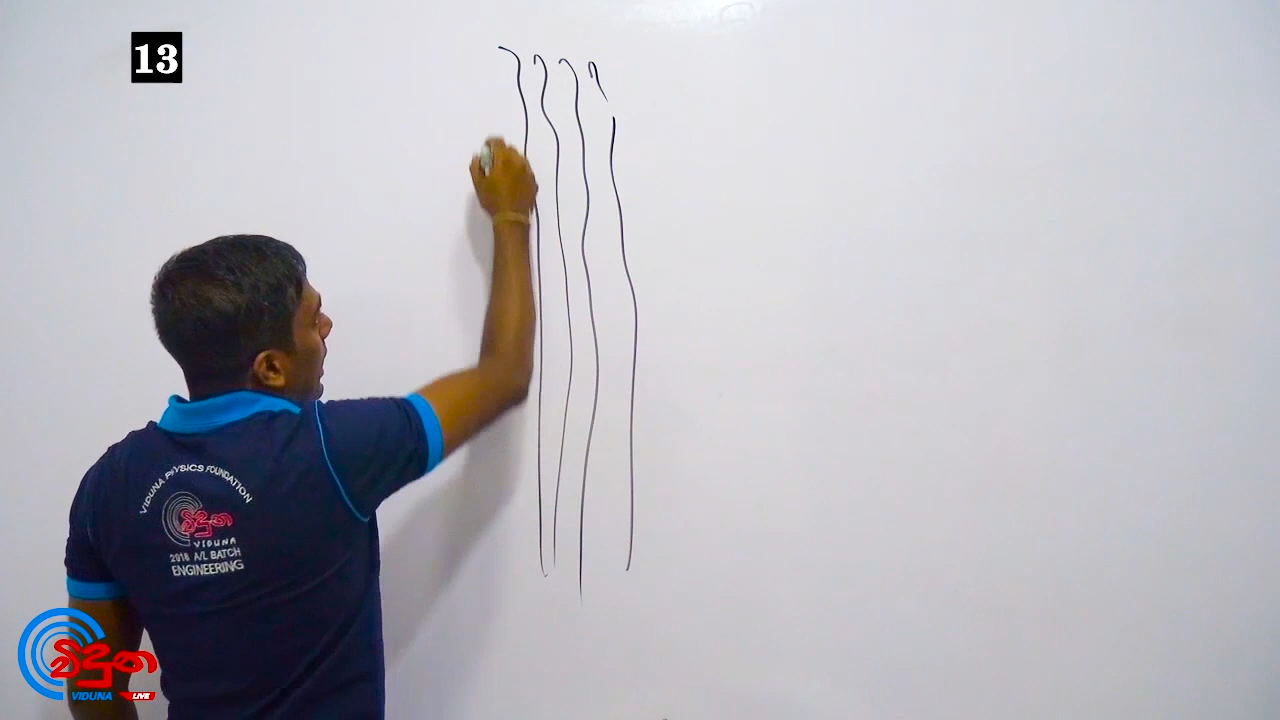 13
VIDUNA PHYSICS FOUNDATION
විදුන
VIDUNA
2018 A/L BATCH
ENGINEERING
විදුන
VIDUNA LIVE